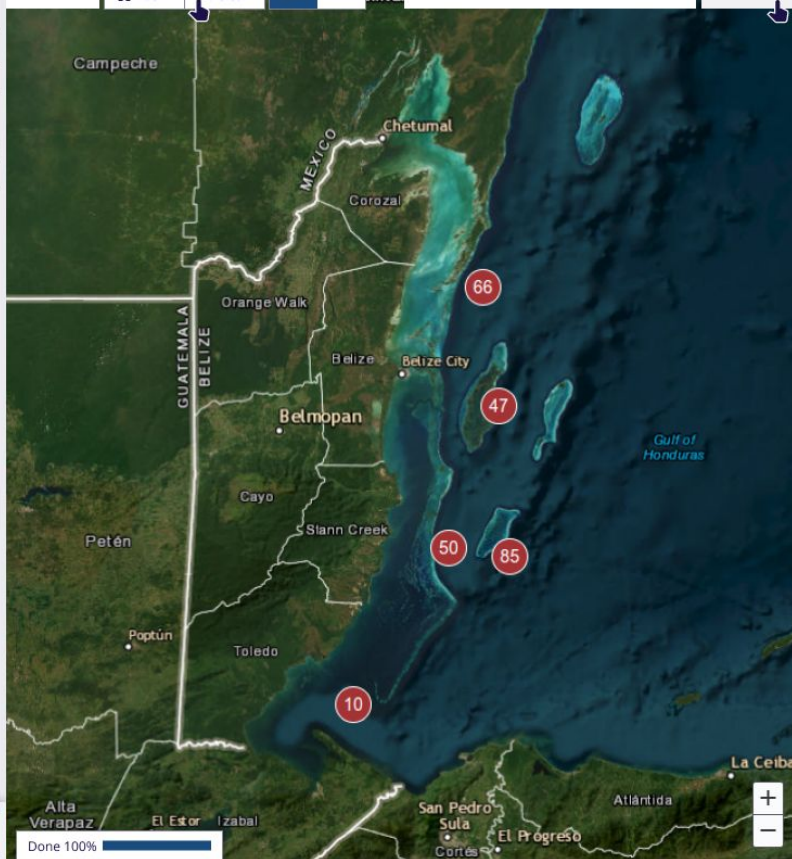 Campeche
Chetumal
MEXICO
Corozal
66
Orange Walk
GUATEMALA
BELIZE
Belize
Belize City
47
Belmopan
Gulf of
Honduras
Cayo
Petén
Stann Creek
50
85
Poptún
Toledo
10
La Ceiba
Alta
Verapaz
El Estor
Izabal
San Pedro
Sula
Atlántida
El Progreso
Cortés
+
−
Done 100%